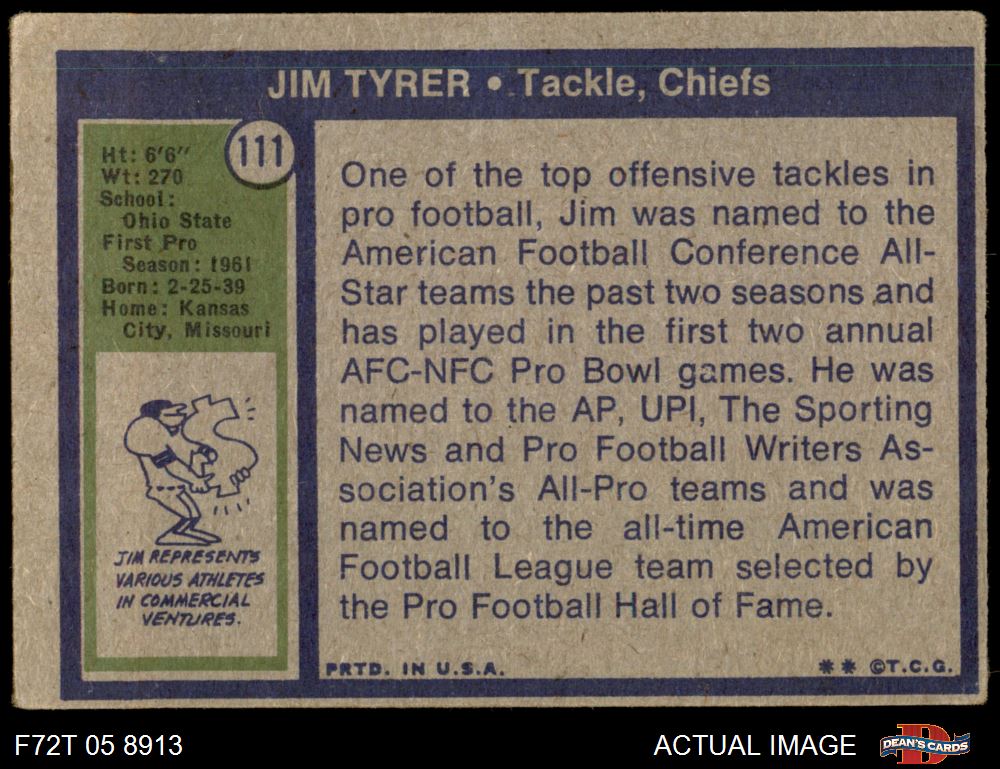 JIM TYRER • Tackle, Chiefs
111
Ht: 6'6"
Wt: 270
School:
Ohio State
First Pro
Season: 1961
Born: 2-25-39
Home: Kansas
City, Missouri
JIM REPRESENTS
VARIOUS ATHLETES
IN COMMERCIAL
VENTURES.
One of the top offensive tackles in
pro football, Jim was named to the
American Football Conference All-
Star teams the past two seasons and
has played in the first two annual
AFC-NFC Pro Bowl games. He was
named to the AP, UPI, The Sporting
News and Pro Football Writers As-
sociation's All-Pro teams and was
named to the all-time American
Football League team selected by
the Pro Football Hall of Fame.
PRTD. IN U.S.A.
** ©T.C.G.
F72T 05 8913
ACTUAL IMAGE
D
DEAN'S CARDS